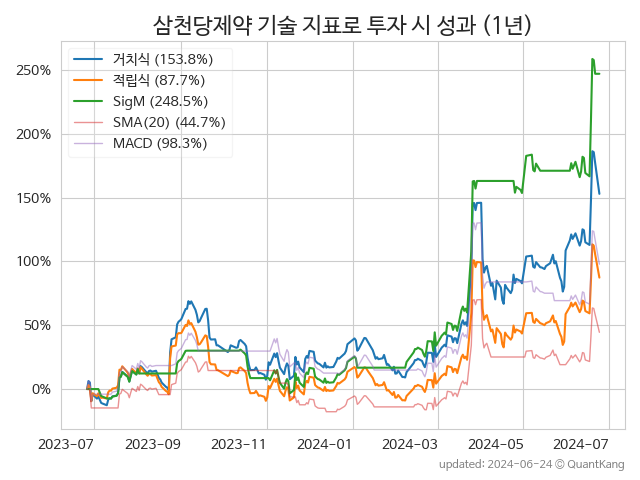 삼천당제약 기술 지표로 투자 시 성과 (1년)
거치식 (153.8%)
적립식 (87.7%)
SigM (248.5%)
SMA(20) (44.7%)
MACD (98.3%)
250%
200%
150%
100%
50%
0%
2023-07 2023-09 2023-11 2024-01 2024-03 2024-05 2024-07
updated: 2024-06-24 ⓒ QuantKang